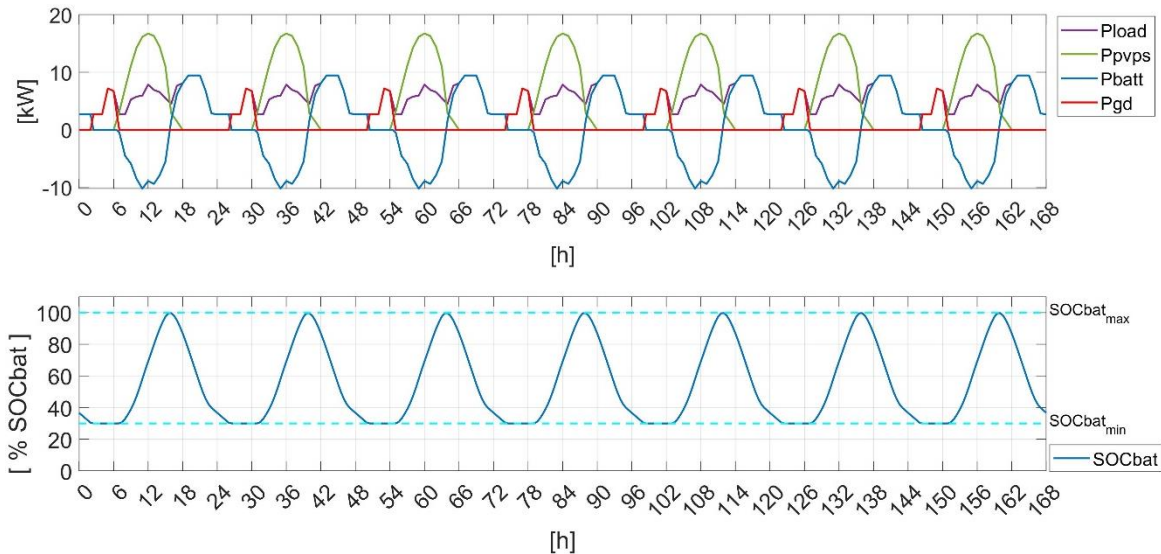 20
10
0
-10
[kW]
0 6 12 18 24 30 36 42 48 54 60 66 72 78 84 90 96 102 108 114 120 126 132 138 144 150 156 162 168
[h]
Pload
Ppvps
Pbatt
Pgd
100
80
60
40
20
0
[ % SOCbat ]
0 6 12 18 24 30 36 42 48 54 60 66 72 78 84 90 96 102 108 114 120 126 132 138 144 150 156 162 168
[h]
SOCbatmax
SOCbatmin
SOCbat